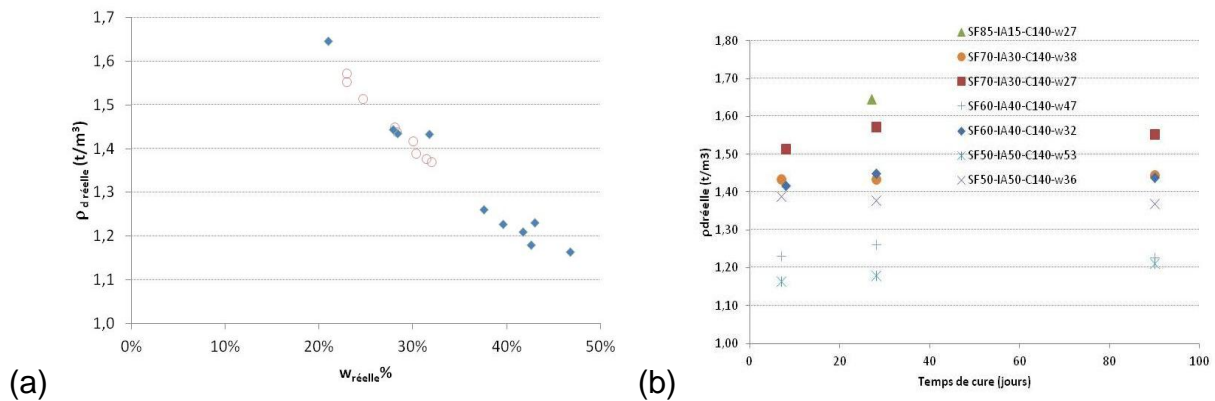 1,7
1,6
1,5
1,4
1,3
1,2
1,1
1,0
ρ d réelle (t/m³)
0%
10%
20%
30%
40%
50%
w réelle%
(a)
ρdréelle (t/m3)
1,80
1,70
1,60
1,50
1,40
1,30
1,20
1,10
1,00
SF85-IA15-C140-w27
SF70-IA30-C140-w38
SF70-IA30-C140-w27
SF60-IA40-C140-w47
SF60-IA40-C140-w32
SF50-IA50-C140-w53
SF50-IA50-C140-w36
0
20
40
60
80
100
Temps de cure (jours)
(b)